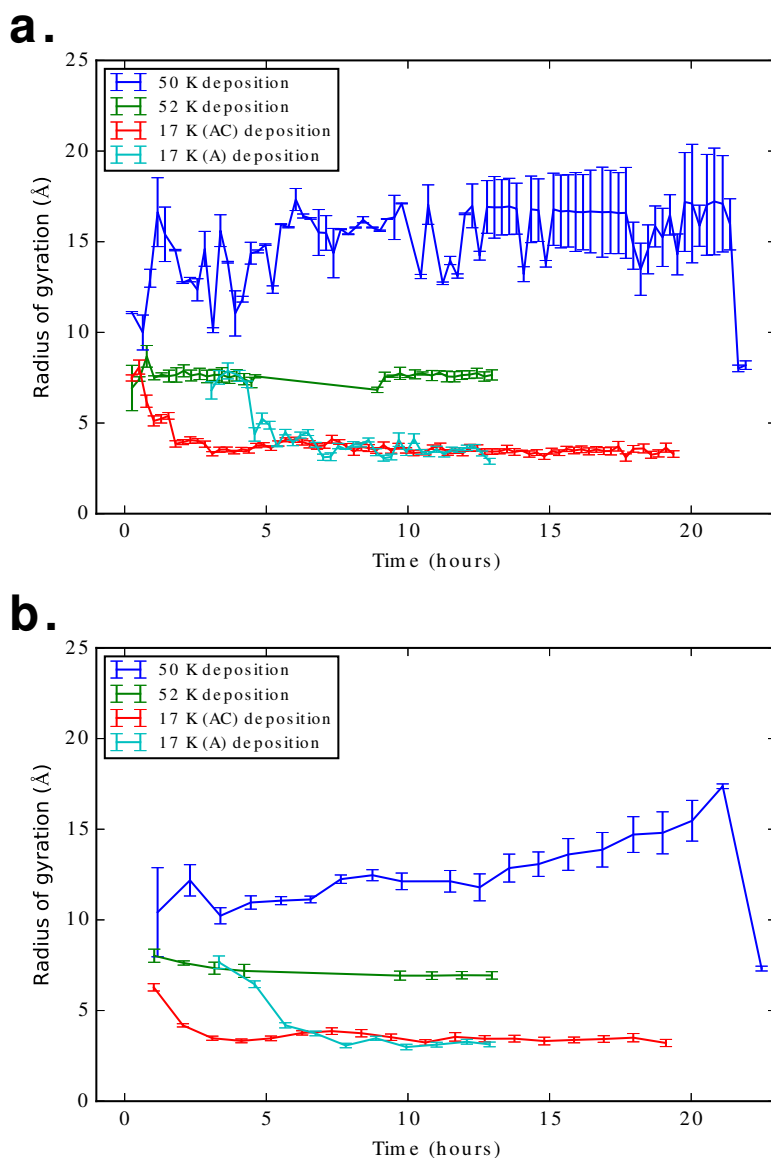 a.
25
20
15
10
5
0
Radius of gyration (Å)
50 K deposition
52 K deposition
17 K (AC) deposition
17 K (A) deposition
0 5 10 15 20
Time (hours)
b.
25
20
15
10
5
0
Radius of gyration (Å)
50 K deposition
52 K deposition
17 K (AC) deposition
17 K (A) deposition
0 5 10 15 20
Time (hours)